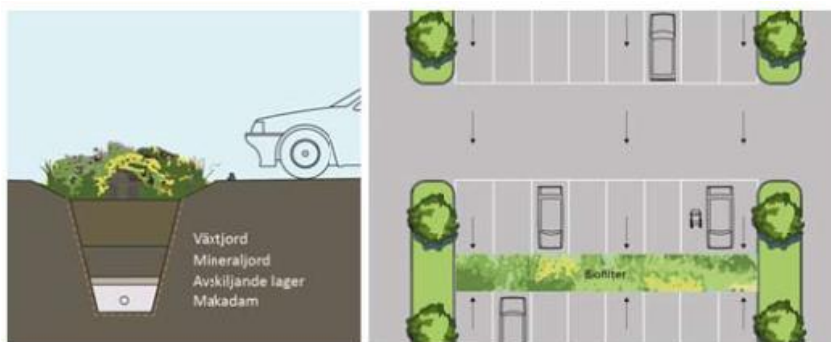 Växtjord
Mineraljord
Avskiljande lager
Makadam
Biofilter